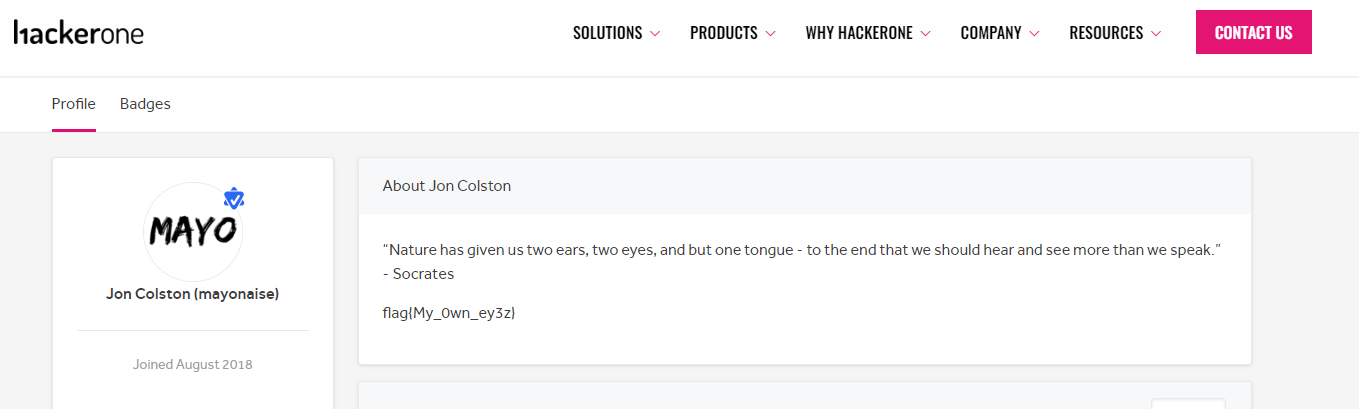 hackerone
SOLUTIONS PRODUCTS WHY HACKERONE COMPANY RESOURCES CONTACT US
Profile Badges
MAYO
Jon Colston (mayonaise)
Joined August 2018
About Jon Colston
“Nature has given us two ears, two eyes, and but one tongue - to the end that we should hear and see more than we speak.”
- Socrates
flag{My_0wn_ey3z)